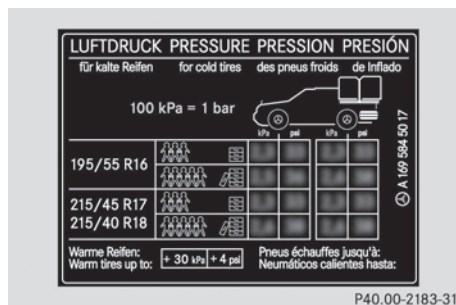 LUFTDRUCK PRESSURE PRESSION PRESIÓN
für kalte Reifen for cold tires des pneus froids de Inflado
100 kPa = 1 bar
kPa psi kPa psi
195/55 R16
215/45 R17
215/40 R18
Warme Reifen:
Warm tires up to:
+ 30 kPa + 4 psi
Pneus échauffes jusqu'à:
Neumáticos calientes hasta:
A 169 584 50 17
P40.00-2183-31